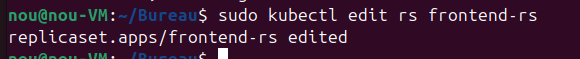 nou@nou-VM:~/Bureau$ sudo kubectl edit rs frontend-rs
replicaset.apps/frontend-rs edited
nou@nou-VM:~/Bureau$